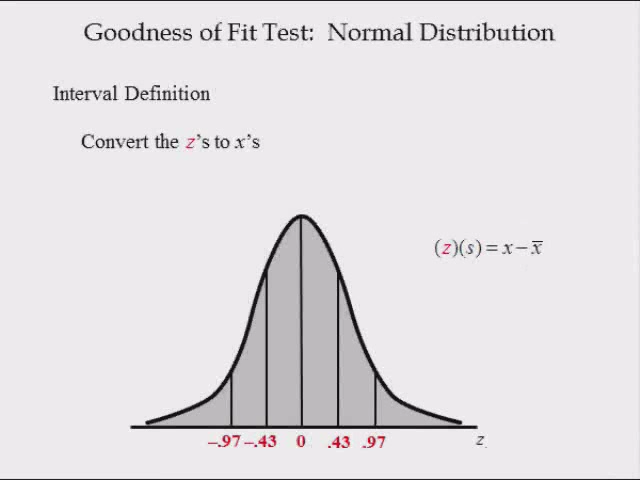 Goodness of Fit Test: Normal Distribution
Interval Definition
Convert the z's to x's
(z)(s) = x − x̅
–.97 –.43 0 .43 .97 z